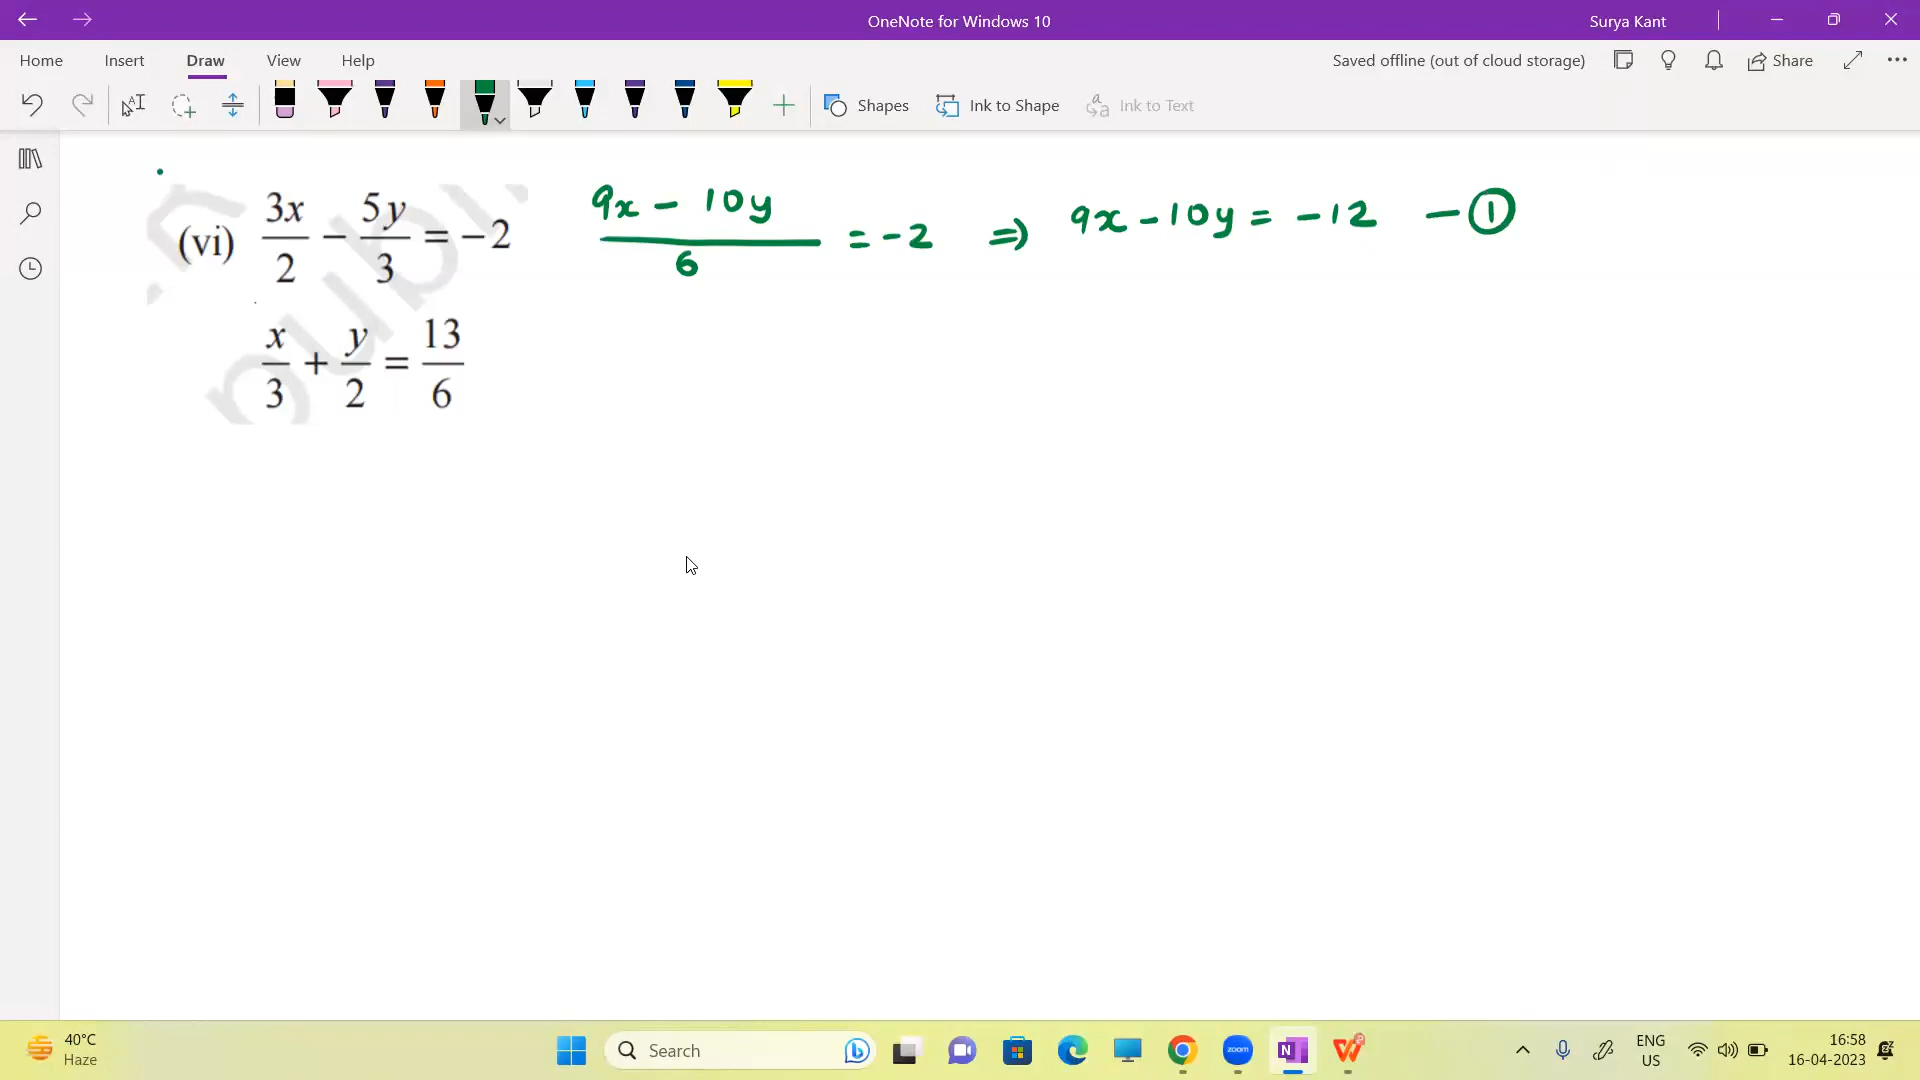 OneNote for Windows 10
Surya Kant
Home Insert Draw View Help
Saved offline (out of cloud storage)
Share
Shapes
Ink to Shape
Ink to Text
(vi) 3x/2 − 5y/3 = −2
9x − 10y / 6 = −2 ⇒ 9x − 10y = −12 — ①
x/3 + y/2 = 13/6
40°C
Haze
Search
zoom
ENG
US
16:58
16-04-2023